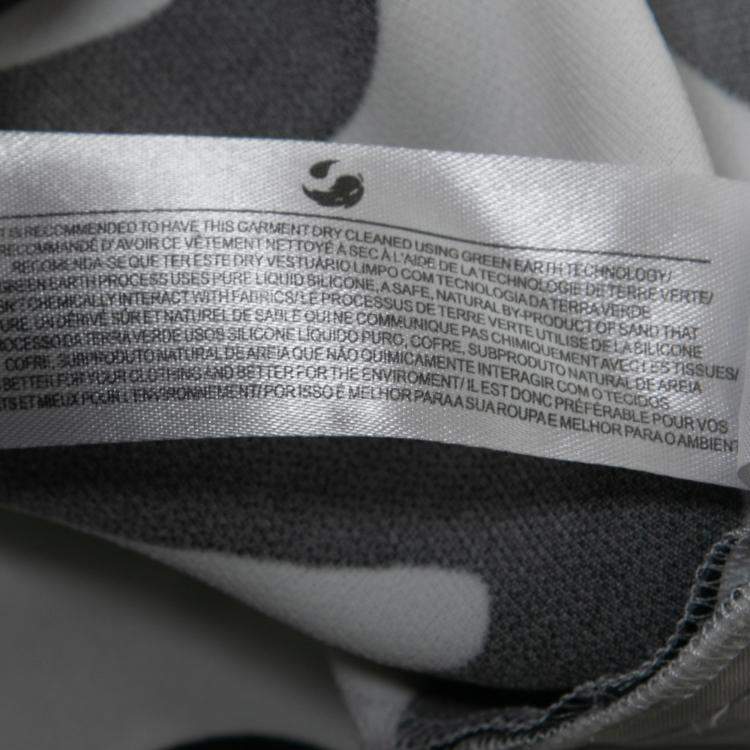 IS RECOMMENDED TO HAVE THIS GARMENT DRY CLEANED USING GREEN EARTH TECHNOLOGY/
RECOMMANDÉ D'AVOIR CE VÊTEMENT NETTOYÉ À SEC À L'AIDE DE LA TECHNOLOGIE DE TERRE VERTE/
RECOMENDA-SE QUE TER ESTE DRY VESTUÁRIO LIMPO COM TECNOLOGIA DA TERRA VERDE
GREEN EARTH PROCESS USES PURE LIQUID SILICONE, A SAFE, NATURAL BY-PRODUCT OF SAND THAT
CHEMICALLY INTERACT WITH FABRICS/ LE PROCESSUS DE TERRE VERTE UTILISE DE LA SILICONE
UN DÉRIVÉ SÛR ET NATUREL DE SABLE QUI NE COMMUNIQUE PAS CHIMIQUEMENT AVEC LES TISSUES/
DA TERRA VERDE USOS SILICONE LÍQUIDO PURO, COFRE, SUBPRODUTO NATURAL DE AREIA
COFRE, SUBPRODUTO NATURAL DE AREIA QUE NÃO QUIMICAMENTE INTERAGIR COM O TECIDOS
BETTER FOR YOUR CLOTHING AND BETTER FOR THE ENVIROMENT/ IL EST DONC PRÉFÉRABLE POUR VOS
ET MIEUX POUR L'ENVIRONNEMENT/ POR ISSO É MELHOR PARA A SUA ROUPA E MELHOR PARA O AMBIEN